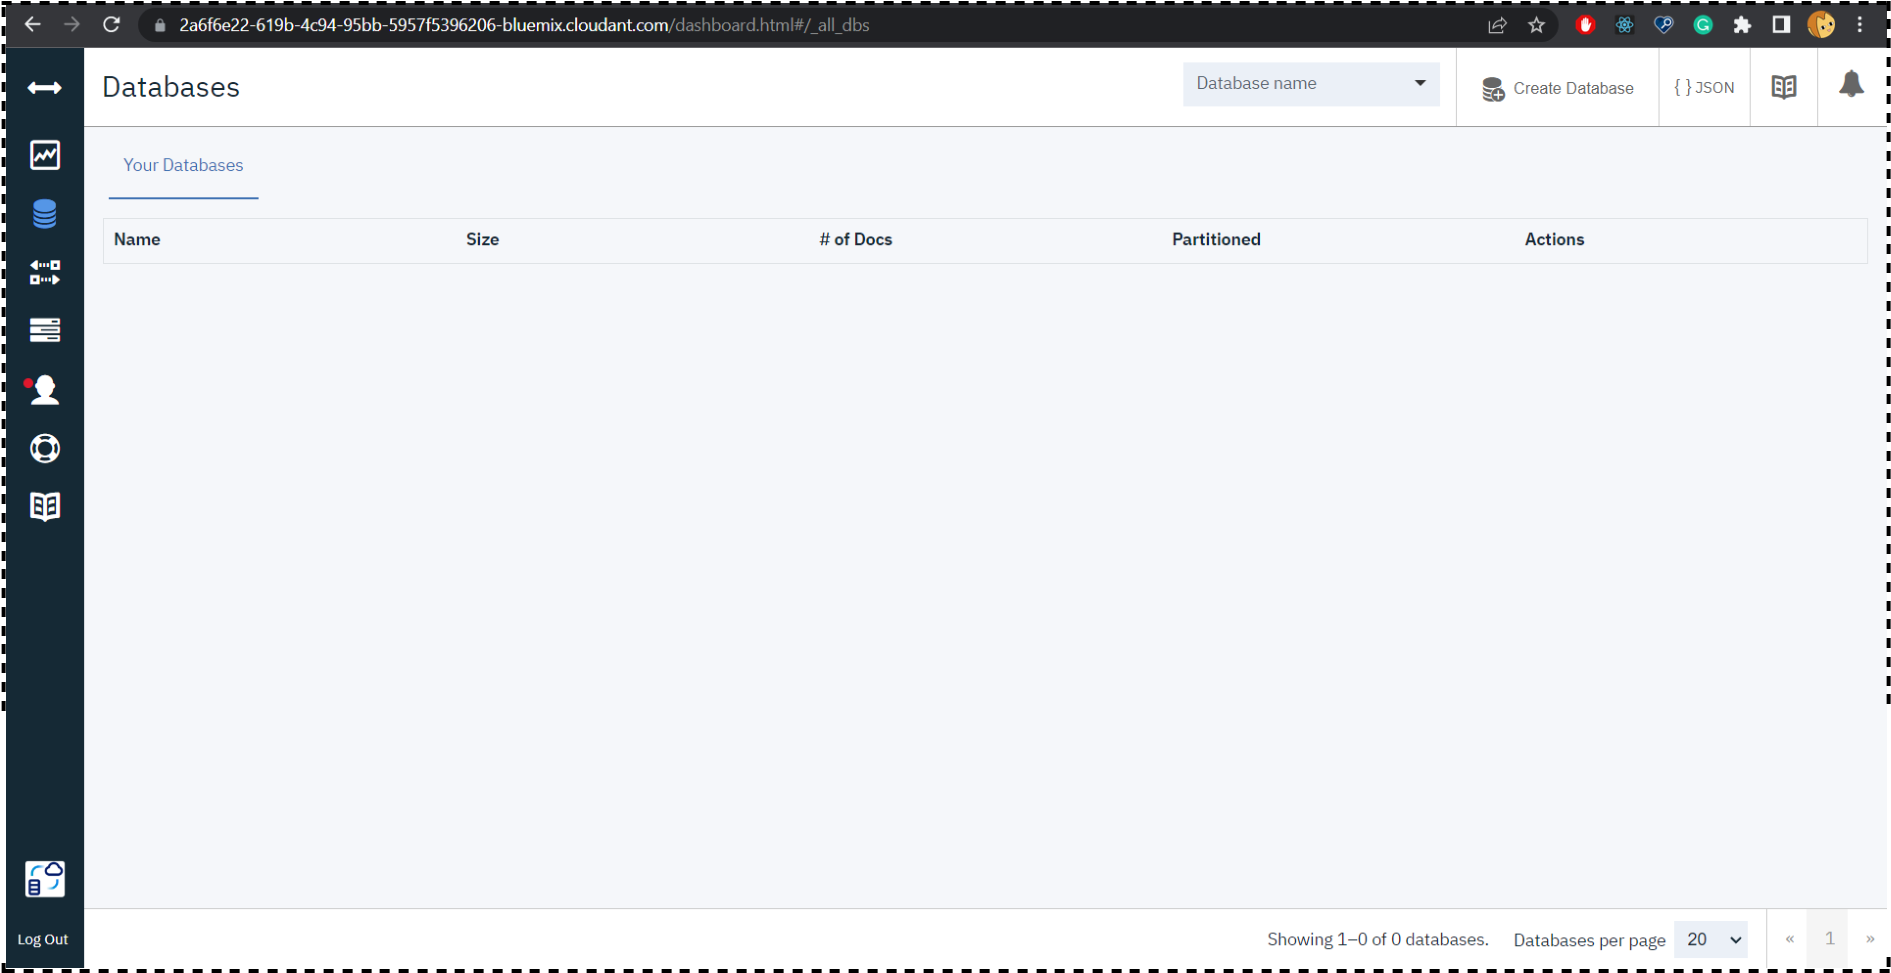 2a6f6e22-619b-4c94-95bb-5957f5396206-bluemix.cloudant.com/dashboard.html#/_all_dbs
Databases
Database name
Create Database
{ } JSON
Your Databases
Name Size # of Docs Partitioned Actions
Log Out
Showing 1–0 of 0 databases. Databases per page 20 « 1 »